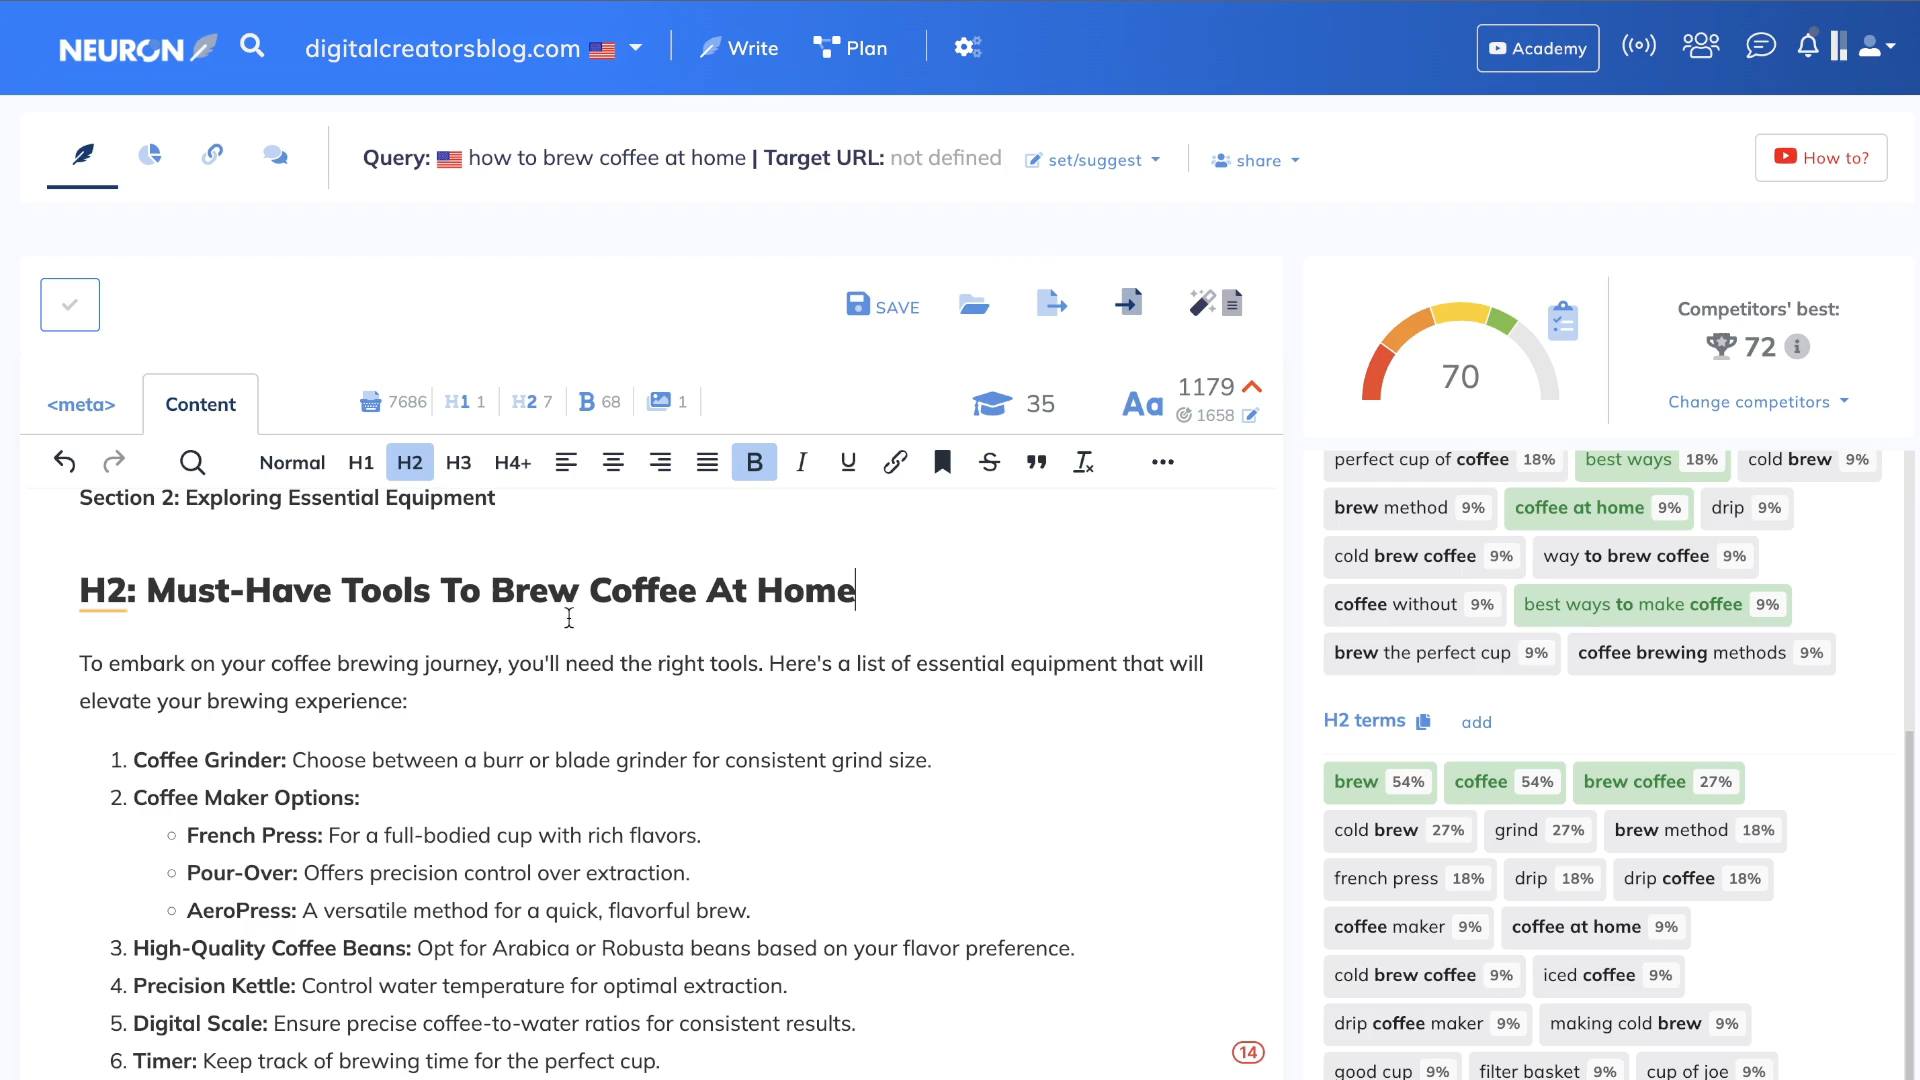 NEURON
digitalcreatorsblog.com
Write
Plan
Academy
Query: how to brew coffee at home | Target URL: not defined
set/suggest
share
How to?
SAVE
70
Competitors' best:
72
Change competitors
<meta>
Content
7686
H1 1
H2 7
B 68
1
35
Aa
1179
1658
Normal
H1
H2
H3
H4+
B
I
U
S
Section 2: Exploring Essential Equipment
H2: Must-Have Tools To Brew Coffee At Home
To embark on your coffee brewing journey, you'll need the right tools. Here's a list of essential equipment that will
elevate your brewing experience:
1. Coffee Grinder: Choose between a burr or blade grinder for consistent grind size.
2. Coffee Maker Options:
French Press: For a full-bodied cup with rich flavors.
Pour-Over: Offers precision control over extraction.
AeroPress: A versatile method for a quick, flavorful brew.
3. High-Quality Coffee Beans: Opt for Arabica or Robusta beans based on your flavor preference.
4. Precision Kettle: Control water temperature for optimal extraction.
5. Digital Scale: Ensure precise coffee-to-water ratios for consistent results.
6. Timer: Keep track of brewing time for the perfect cup.
14
perfect cup of coffee 18% best ways 18% cold brew 9%
brew method 9% coffee at home 9% drip 9%
cold brew coffee 9% way to brew coffee 9%
coffee without 9% best ways to make coffee 9%
brew the perfect cup 9% coffee brewing methods 9%
H2 terms add
brew 54% coffee 54% brew coffee 27%
cold brew 27% grind 27% brew method 18%
french press 18% drip 18% drip coffee 18%
coffee maker 9% coffee at home 9%
cold brew coffee 9% iced coffee 9%
drip coffee maker 9% making cold brew 9%
good cup 9% filter basket 9% cup of joe 9%